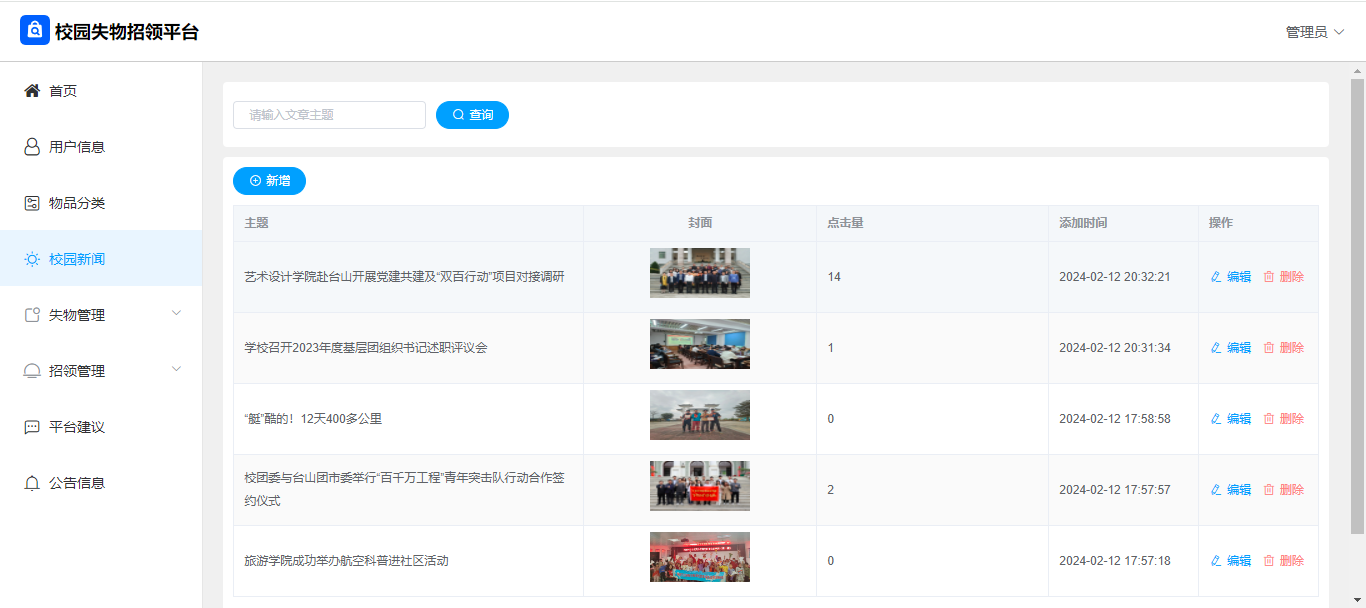 校园失物招领平台
管理员
首页
用户信息
物品分类
校园新闻
失物管理
招领管理
平台建议
公告信息
请输入文章主题
查询
新增
主题 封面 点击量 添加时间 操作
艺术设计学院赴台山开展党建共建及“双百行动”项目对接调研 14 2024-02-12 20:32:21 编辑 删除
学校召开2023年度基层团组织书记述职评议会 1 2024-02-12 20:31:34 编辑 删除
“艇”酷的！12天400多公里 0 2024-02-12 17:58:58 编辑 删除
校团委与台山团市委举行“百千万工程”青年突击队行动合作签
约仪式 2 2024-02-12 17:57:57 编辑 删除
旅游学院成功举办航空科普进社区活动 0 2024-02-12 17:57:18 编辑 删除